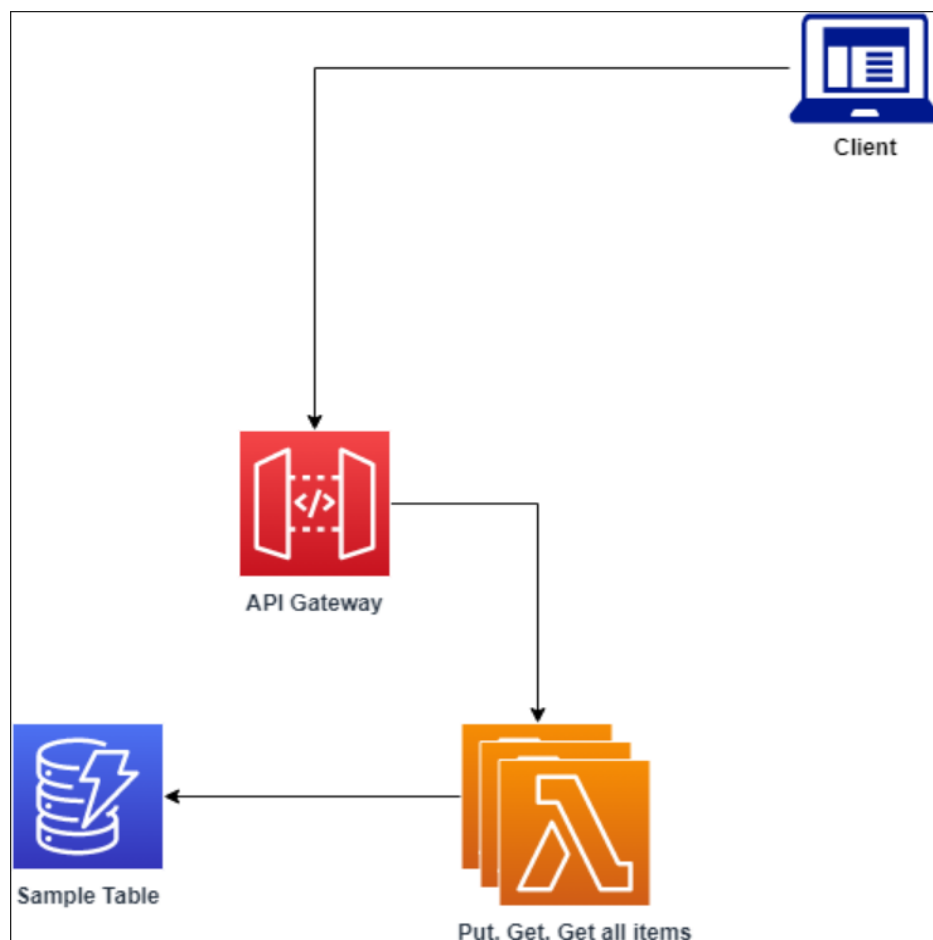 Client
</>
API Gateway
Sample Table
Put, Get, Get all items